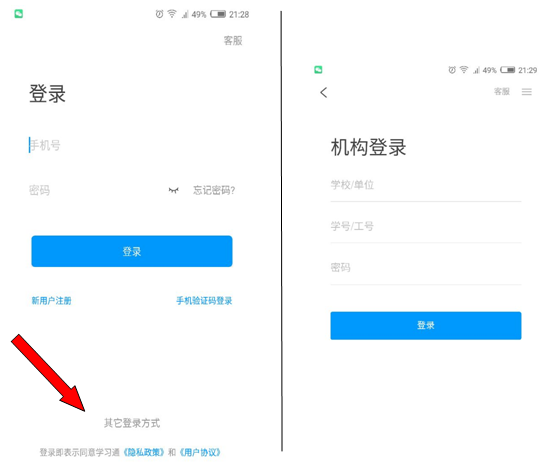 49% 21:28
客服
登录
手机号
密码 忘记密码?
登录
新用户注册 手机验证码登录
其它登录方式
登录即表示同意学习通《隐私政策》和《用户协议》
49% 21:29
客服
机构登录
学校/单位
学号/工号
密码
登录